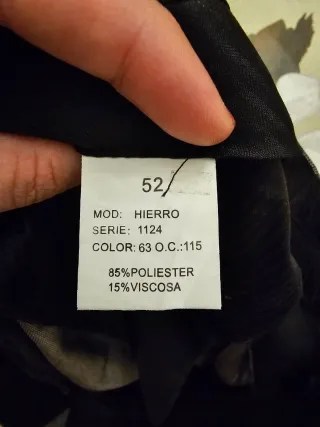 52/
MOD: HIERRO
SERIE: 1124
COLOR: 63 O.C.:115
85%POLIESTER
15%VISCOSA